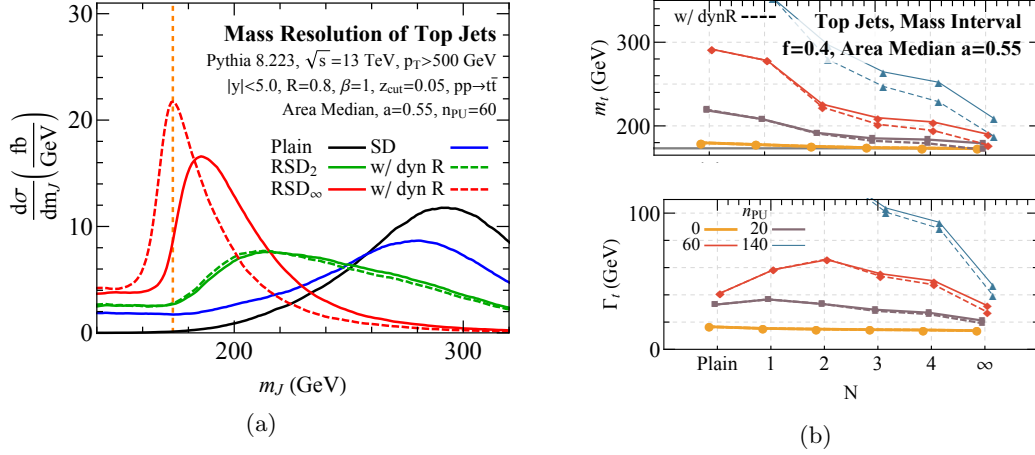 Mass Resolution of Top Jets
Pythia 8.223, √s =13 TeV, pT>500 GeV
|y|<5.0, R=0.8, β=1, zcut=0.05, pp→tt̄
Area Median, a=0.55, nPU=60
Plain SD
RSD2 w/ dyn R
RSD∞ w/ dyn R
30
20
10
0
dσ/dmJ (fb/GeV)
200 300
mJ (GeV)
(a)
w/ dynR
Top Jets, Mass Interval
f=0.4, Area Median a=0.55
300
200
mt (GeV)
nPU
0 20
60 140
100
0
Γt (GeV)
Plain 1 2 3 4 ∞
N
(b)